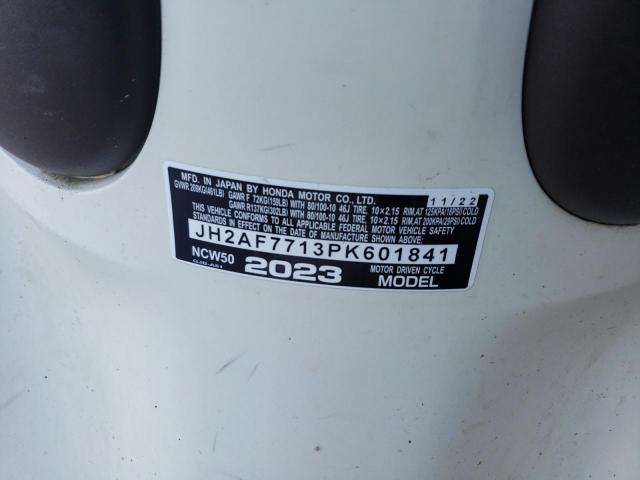 MFD. IN JAPAN BY HONDA MOTOR CO., LTD. 11/22
GVWR 209KG(461LB) GAWR F 72KG(159LB) WITH 80/100-10 46J TIRE, 10×2.15 RIM,AT 125KPA(18PSI)COLD
GAWR R137KG(302LB) WITH 80/100-10 46J TIRE, 10×2.15 RIM,AT 200KPA(29PSI)COLD
THIS VEHICLE CONFORMS TO ALL APPLICABLE FEDERAL MOTOR VEHICLE SAFETY
STANDARDS IN EFFECT ON THE DATE OF MANUFACTURE SHOWN ABOVE.
JH2AF7713PK601841
NCW50 2023 MOTOR DRIVEN CYCLE
MODEL